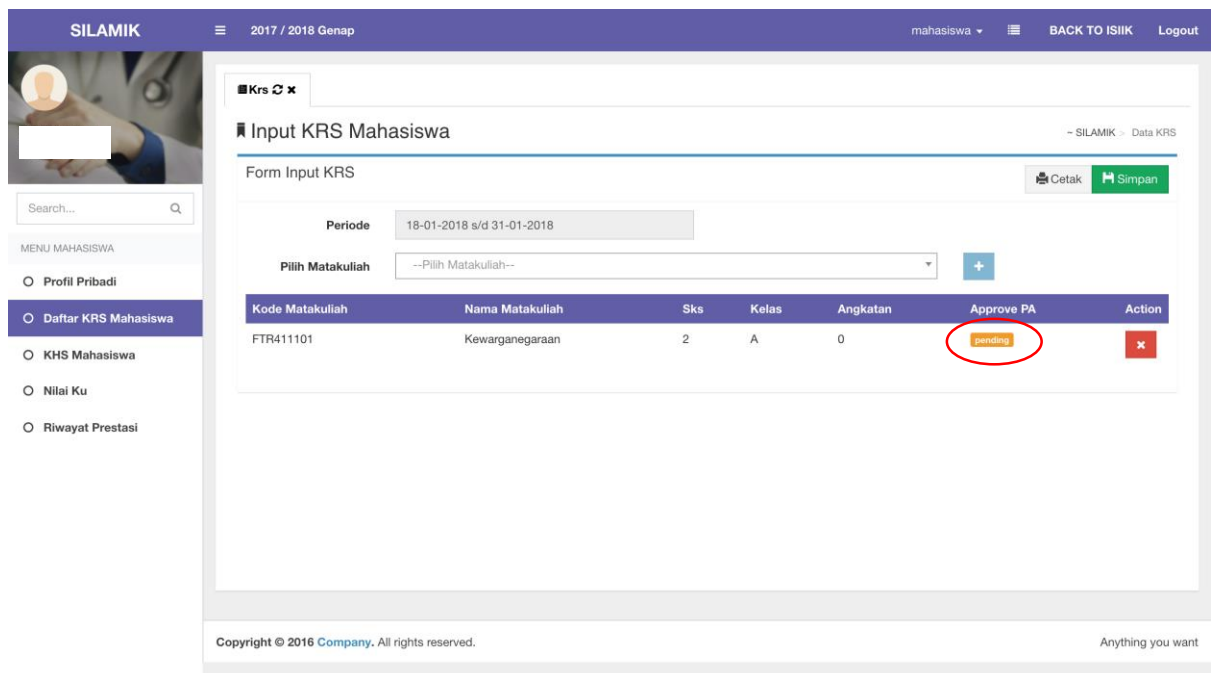 SILAMIK
2017 / 2018 Genap
mahasiswa
BACK TO ISIIK
Logout
Search...
MENU MAHASISWA
Profil Pribadi
Daftar KRS Mahasiswa
KHS Mahasiswa
Nilai Ku
Riwayat Prestasi
Krs
Input KRS Mahasiswa
~ SILAMIK > Data KRS
Form Input KRS
Cetak
Simpan
Periode 18-01-2018 s/d 31-01-2018
Pilih Matakuliah --Pilih Matakuliah--
Kode Matakuliah Nama Matakuliah Sks Kelas Angkatan Approve PA Action
FTR411101 Kewarganegaraan 2 A 0 pending
Copyright © 2016 Company. All rights reserved.
Anything you want